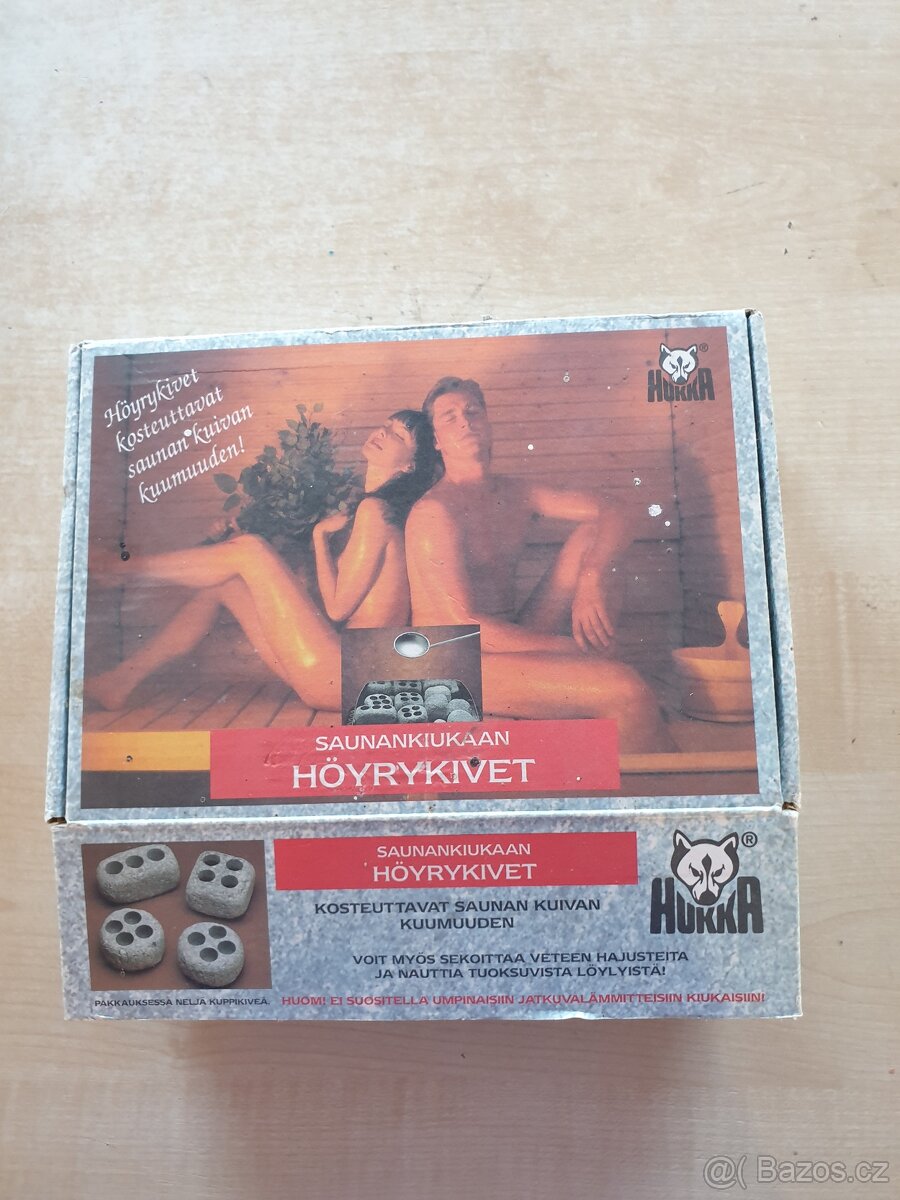 Höyrykivet
kosteuttavat
saunan kuivan
kuumuuden!
HUKKA®
SAUNANKIUKAAN
HÖYRYKIVET
SAUNANKIUKAAN
HÖYRYKIVET
HUKKA®
KOSTEUTTAVAT SAUNAN KUIVAN
KUUMUUDEN
VOIT MYÖS SEKOITTAA VETEEN HAJUSTEITA
JA NAUTTIA TUOKSUVISTA LÖYLYISTÄ!
PAKKAUKSESSA NELJÄ KUPPIKIVEÄ.
HUOM! EI SUOSITELLA UMPINAISIIN JATKUVALÄMMITTEISIIN KIUKAISIIN!
@( Bazos.cz